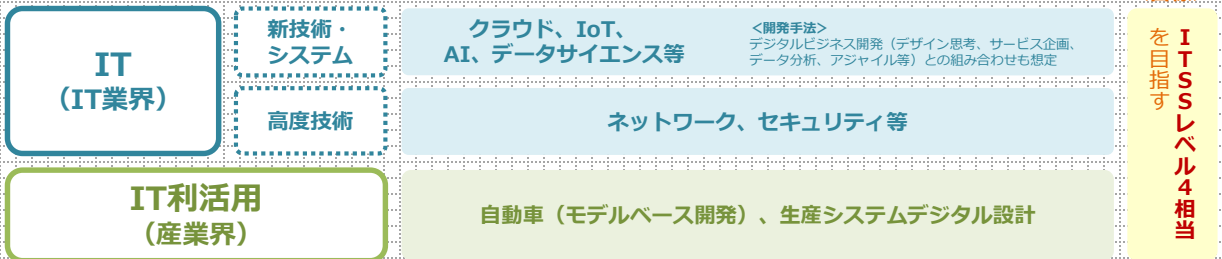 IT
（IT業界）
新技術・
システム
クラウド、IoT、
AI、データサイエンス等
＜開発手法＞
デジタルビジネス開発（デザイン思考、サービス企画、
データ分析、アジャイル等）との組み合わせも想定
高度技術
ネットワーク、セキュリティ等
IT利活用
（産業界）
自動車（モデルベース開発）、生産システムデジタル設計
ITSSレベル４相当
を目指す